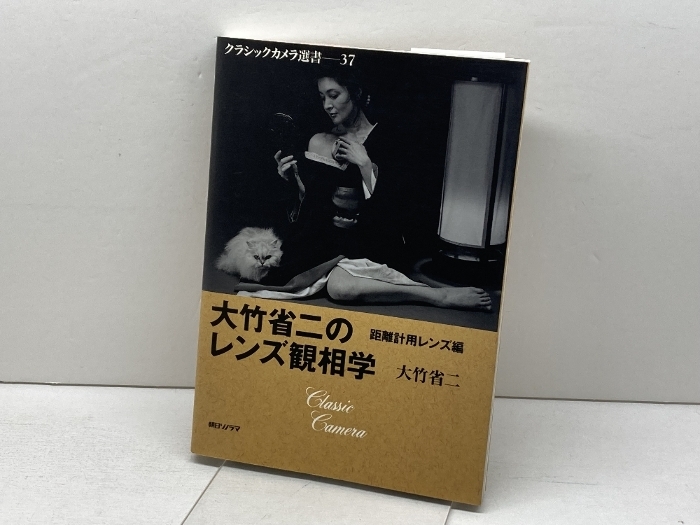 クラシックカメラ選書―37
大竹省二の
レンズ観相学
距離計用レンズ編
大竹省二
Classic
Camera
朝日ソノラマ